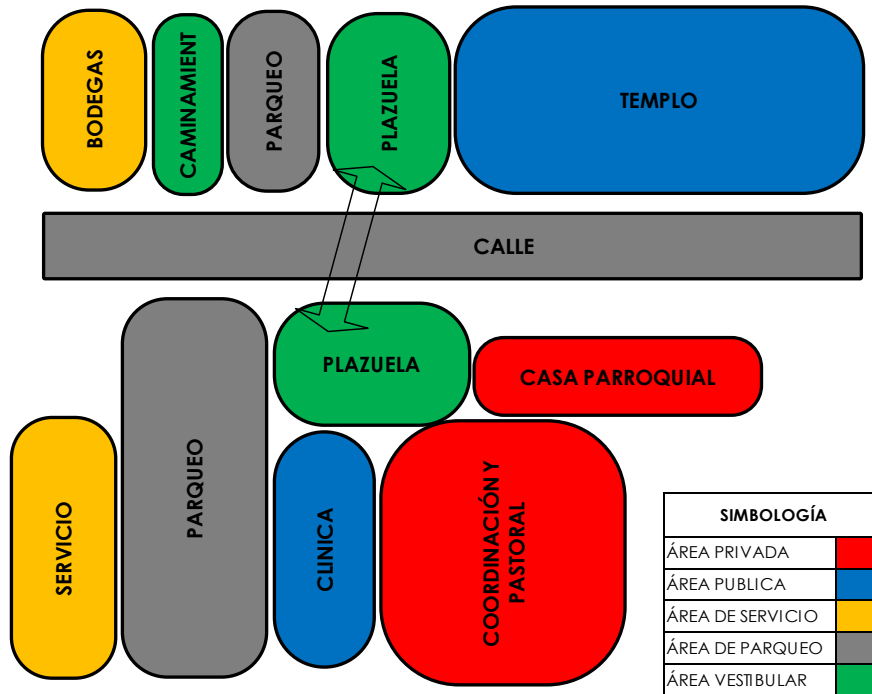 BODEGAS
CAMINAMIENT
PARQUEO
PLAZUELA
TEMPLO
CALLE
PLAZUELA
CASA PARROQUIAL
SERVICIO
PARQUEO
CLINICA
COORDINACIÓN Y
PASTORAL
SIMBOLOGÍA
ÁREA PRIVADA
ÁREA PUBLICA
ÁREA DE SERVICIO
ÁREA DE PARQUEO
ÁREA VESTIBULAR